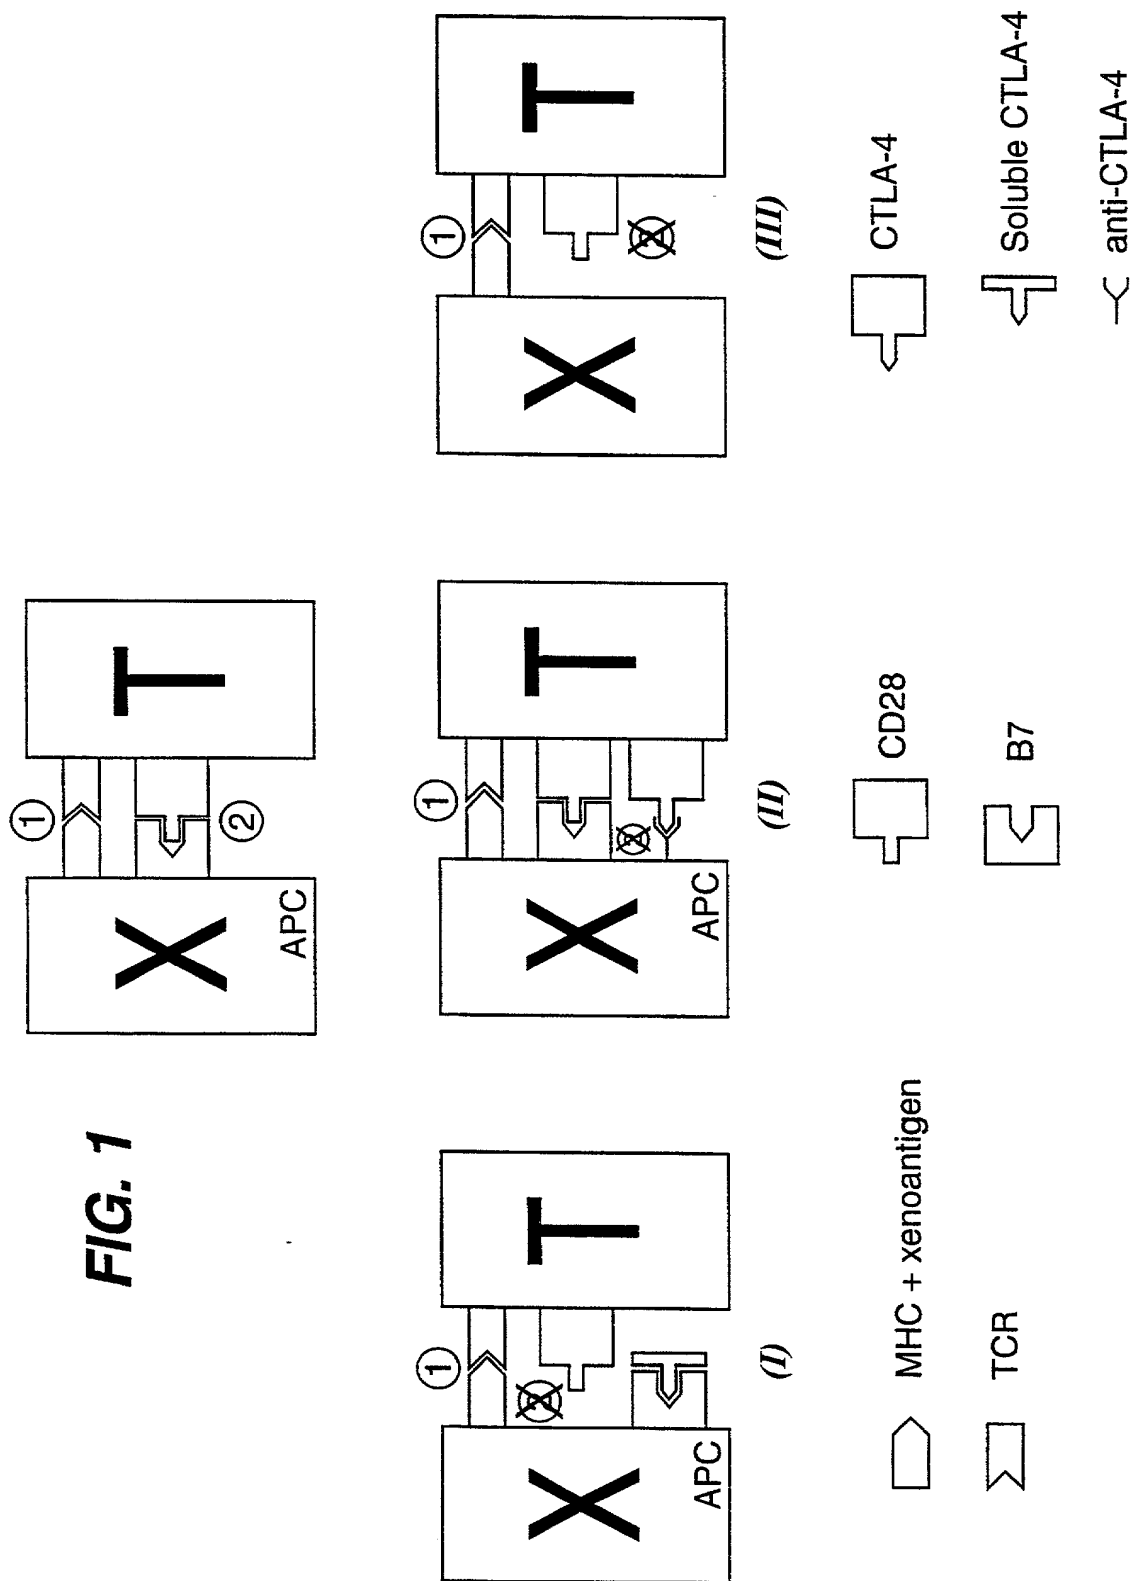 FIG. 1
1
X
APC
T
2
1
X
APC
T
(I)
1
X
APC
T
(II)
1
X
T
(III)
MHC + xenoantigen
CD28
CTLA-4
TCR
B7
Soluble CTLA-4
anti-CTLA-4